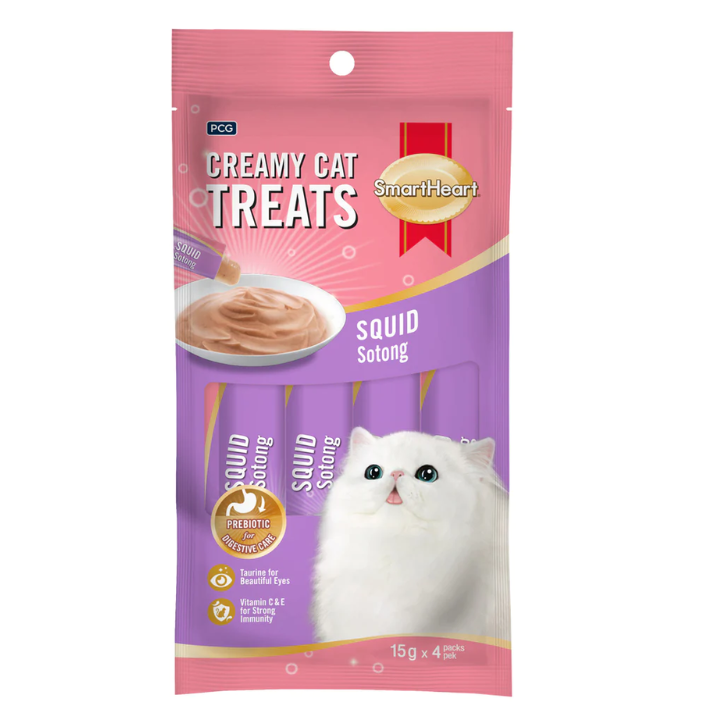 PCG
CREAMY CAT
TREATS
SmartHeart
SQUID
Sotong
SQUID
Sotong
SQUID
Sotong
SQUID
Sotong
PREBIOTIC
for
DIGESTIVE CARE
Taurine for
Beautiful Eyes
Vitamin C & E
for Strong
Immunity
15g x 4 packs
pek